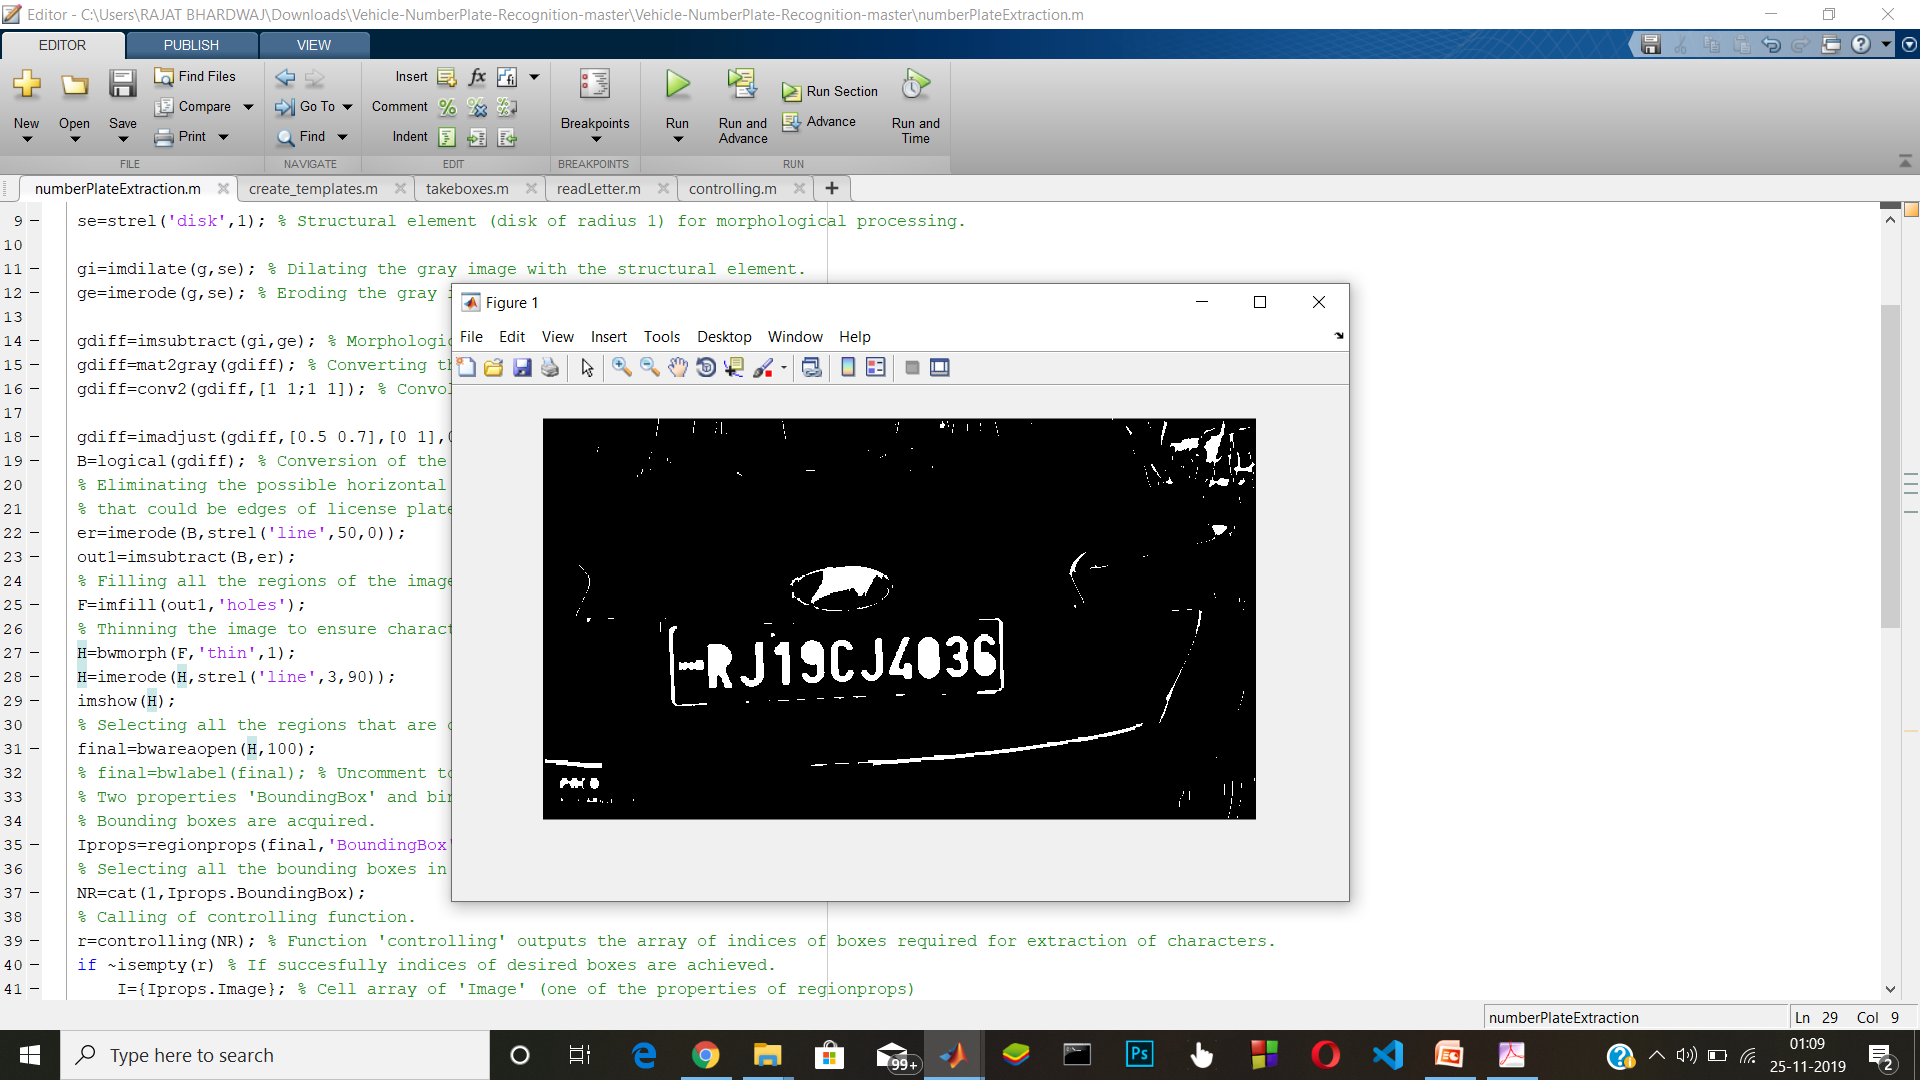 Editor - C:\Users\RAJAT BHARDWAJ\Downloads\Vehicle-NumberPlate-Recognition-master\Vehicle-NumberPlate-Recognition-master\numberPlateExtraction.m
EDITOR PUBLISH VIEW
New Open Save
Find Files
Compare
Print
FILE
Go To
Find
NAVIGATE
Insert fx
Comment
Indent
EDIT
Breakpoints
BREAKPOINTS
Run
Run and Advance
Run Section
Advance
Run and Time
RUN
numberPlateExtraction.m create_templates.m takeboxes.m readLetter.m controlling.m
9 se=strel('disk',1); % Structural element (disk of radius 1) for morphological processing.
10
11 gi=imdilate(g,se); % Dilating the gray image with the structural element.
12 ge=imerode(g,se); % Eroding the gray
13
14 gdiff=imsubtract(gi,ge); % Morphologic
15 gdiff=mat2gray(gdiff); % Converting th
16 gdiff=conv2(gdiff,[1 1;1 1]); % Convol
17
18 gdiff=imadjust(gdiff,[0.5 0.7],[0 1],0
19 B=logical(gdiff); % Conversion of the
20 % Eliminating the possible horizontal
21 % that could be edges of license plate
22 er=imerode(B,strel('line',50,0));
23 out1=imsubtract(B,er);
24 % Filling all the regions of the image
25 F=imfill(out1,'holes');
26 % Thinning the image to ensure charact
27 H=bwmorph(F,'thin',1);
28 H=imerode(H,strel('line',3,90));
29 imshow(H);
30 % Selecting all the regions that are
31 final=bwareaopen(H,100);
32 % final=bwlabel(final); % Uncomment to
33 % Two properties 'BoundingBox' and bin
34 % Bounding boxes are acquired.
35 Iprops=regionprops(final,'BoundingBox'
36 % Selecting all the bounding boxes in
37 NR=cat(1,Iprops.BoundingBox);
38 % Calling of controlling function.
39 r=controlling(NR); % Function 'controlling' outputs the array of indices of boxes required for extraction of characters.
40 if ~isempty(r) % If succesfully indices of desired boxes are achieved.
41 I={Iprops.Image}; % Cell array of 'Image' (one of the properties of regionprops)
Figure 1
File Edit View Insert Tools Desktop Window Help
RJ19CJ4036
numberPlateExtraction Ln 29 Col 9
Type here to search
99+
Ps
01:09
25-11-2019
2